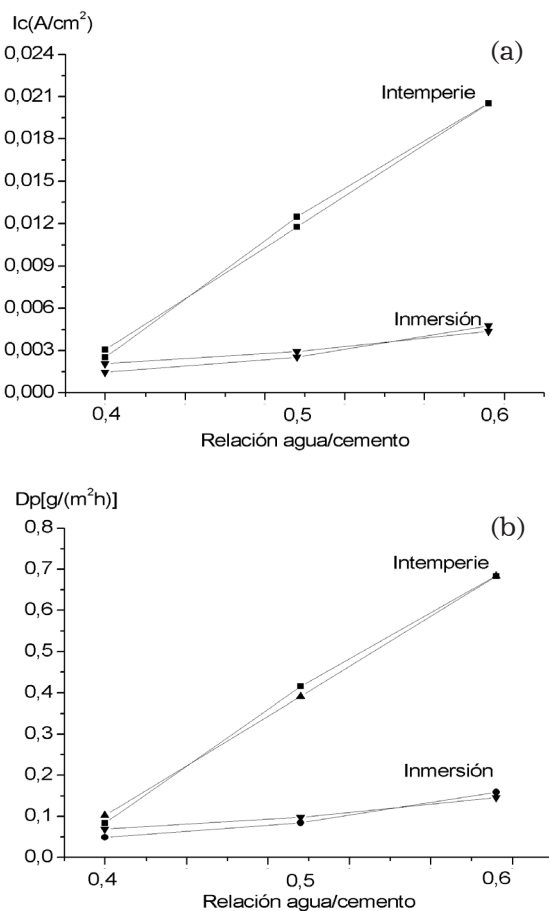 Ic(A/cm²)
(a)
0,024
0,021
0,018
0,015
0,012
0,009
0,006
0,003
0,000
Intemperie
Inmersión
0,4
0,5
0,6
Relación agua/cemento
Dp[g/(m²h)]
(b)
0,8
0,7
0,6
0,5
0,4
0,3
0,2
0,1
0,0
Intemperie
Inmersión
0,4
0,5
0,6
Relación agua/cemento